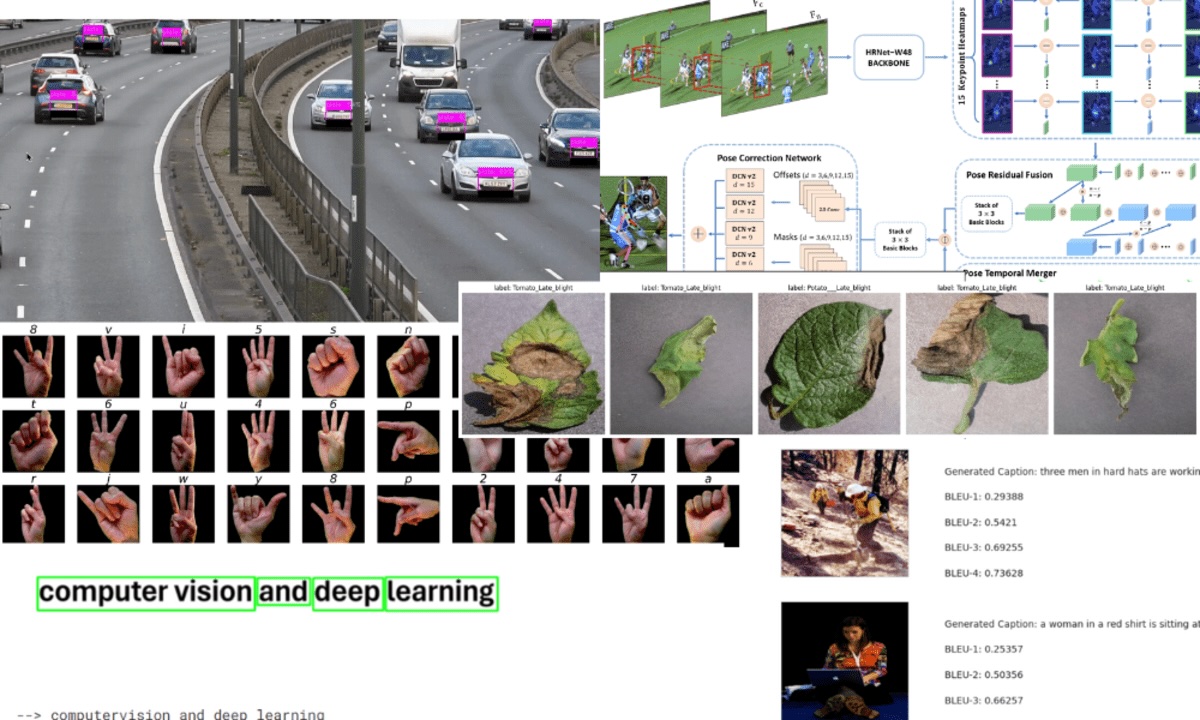 F_c
F_n
HRNet-W48
BACKBONE
15 Keypoint Heatmaps
Pose Correction Network
DCN v2
d = 15
DCN v2
d = 12
DCN v2
d = 9
DCN v2
d = 6
Offsets (d = 3,6,9,12,15)
3x3 Conv
Masks (d = 3,6,9,12,15)
Stack of
3 × 3
Basic Blocks
Pose Residual Fusion
Stack of
3 × 3
Basic Blocks
Pose Temporal Merger
label: Tomato_Late_blight
label: Tomato_Late_blight
label: Potato___Late_blight
label: Tomato_Late_blight
label: Tomato_Late_blight
8 v i 5 s n
t 6 u 4 6 p
r j w y 8 p 2 4 7 a
computer vision and deep learning
--> computervision and deep learning
Generated Caption: three men in hard hats are workin
BLEU-1: 0.29388
BLEU-2: 0.5421
BLEU-3: 0.69255
BLEU-4: 0.73628
Generated Caption: a woman in a red shirt is sitting at
BLEU-1: 0.25357
BLEU-2: 0.50356
BLEU-3: 0.66257